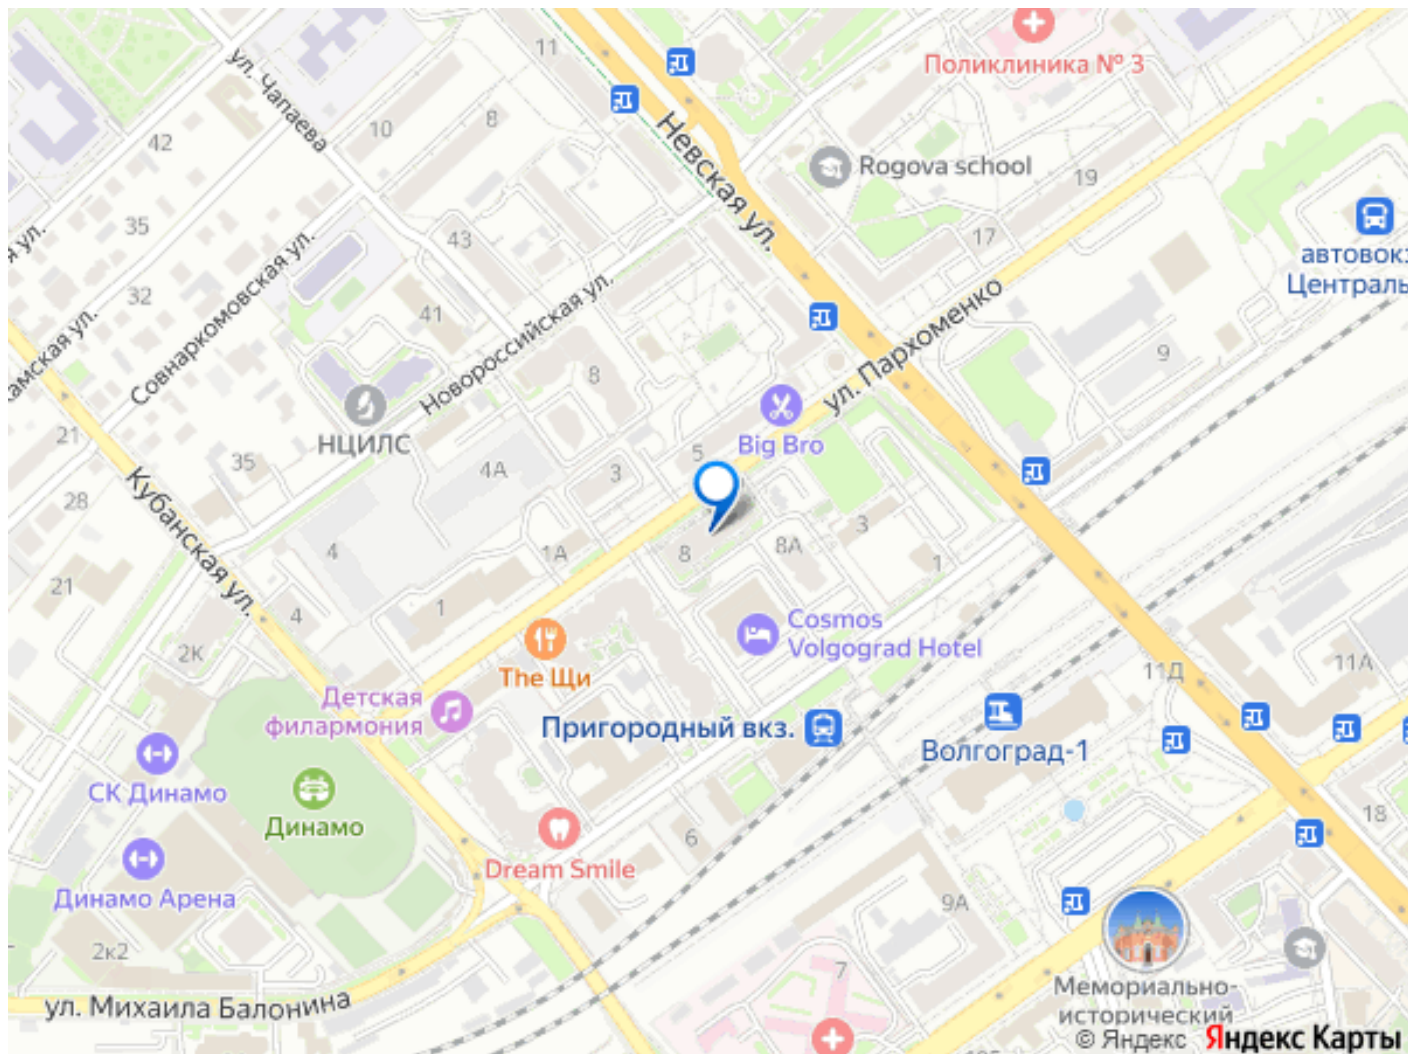 11
Поликлиника № 3
ул. Чапаева
10
8
42
Невская ул.
Rogova school
19
35
43
17
автовок
Централь
Совнаркомовская ул.
32
41
Новороссийская ул.
ул. Пархоменко
9
амская ул.
8
НЦИЛС
Big Bro
21
35
4А
3
5
28
Кубанская ул.
4
1А
8
8А
3
1
21
4
1
Cosmos
Volgograd Hotel
2К
The Щи
11Д
11А
Детская
филармония
Пригородный вкз.
Волгоград-1
СК Динамо
Динамо
6
18
Dream Smile
Динамо Арена
9А
2к2
7
Мемориально-
исторический
ул. Михаила Балонина
© Яндекс Яндекс Карты